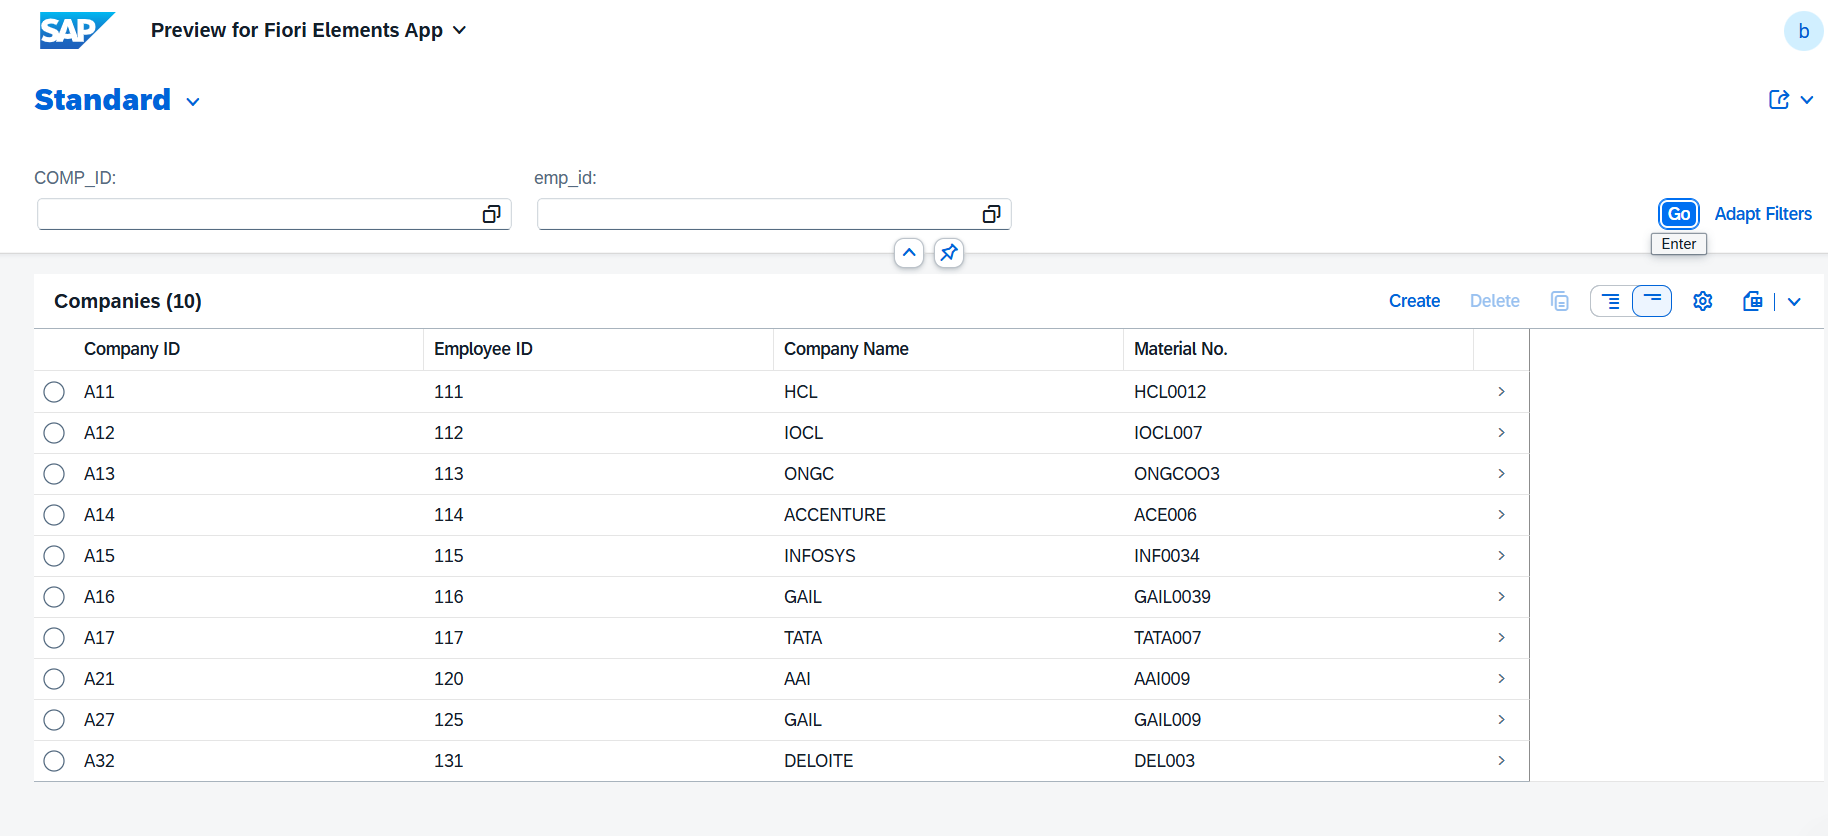 SAP Preview for Fiori Elements App b
Standard
COMP_ID: emp_id:
Go Adapt Filters
Enter
Companies (10) Create Delete
Company ID Employee ID Company Name Material No.
A11 111 HCL HCL0012
A12 112 IOCL IOCL007
A13 113 ONGC ONGCOO3
A14 114 ACCENTURE ACE006
A15 115 INFOSYS INF0034
A16 116 GAIL GAIL0039
A17 117 TATA TATA007
A21 120 AAI AAI009
A27 125 GAIL GAIL009
A32 131 DELOITE DEL003